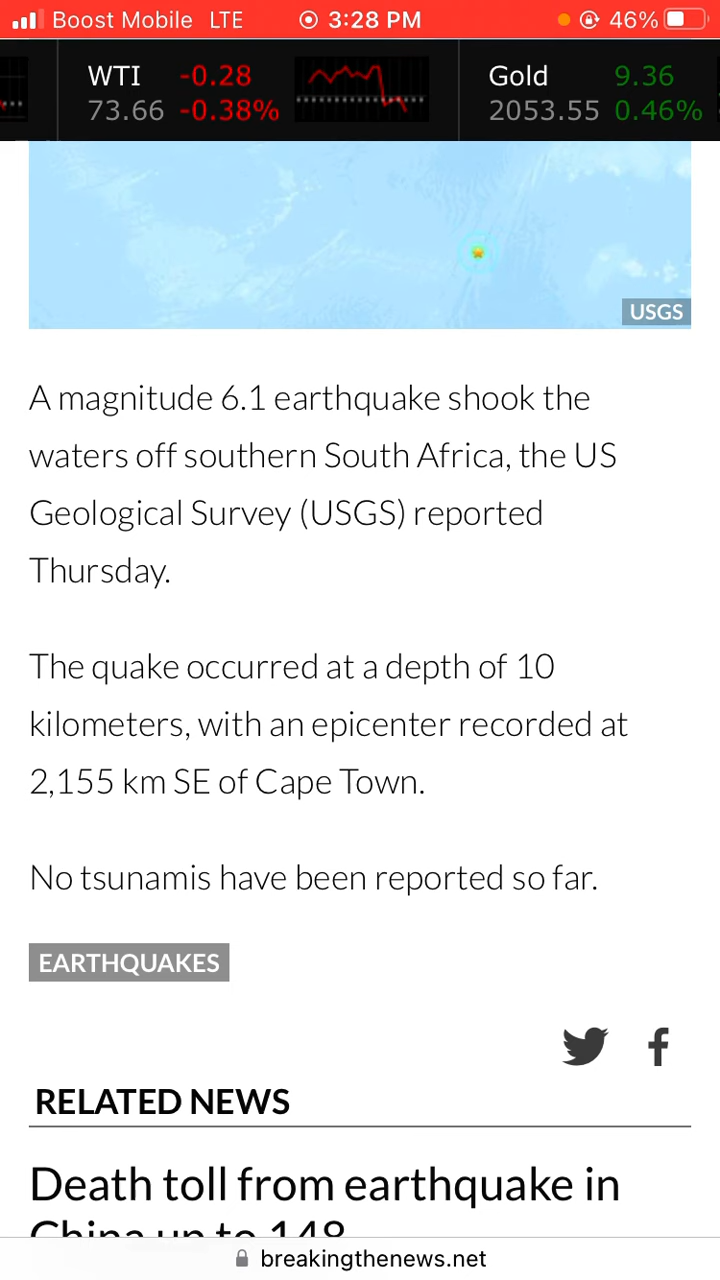 Boost Mobile LTE 3:28 PM 46%
WTI -0.28 Gold 9.36
73.66 -0.38% 2053.55 0.46%
USGS
A magnitude 6.1 earthquake shook the
waters off southern South Africa, the US
Geological Survey (USGS) reported
Thursday.
The quake occurred at a depth of 10
kilometers, with an epicenter recorded at
2,155 km SE of Cape Town.
No tsunamis have been reported so far.
EARTHQUAKES
RELATED NEWS
Death toll from earthquake in
China up to 148
breakingthenews.net